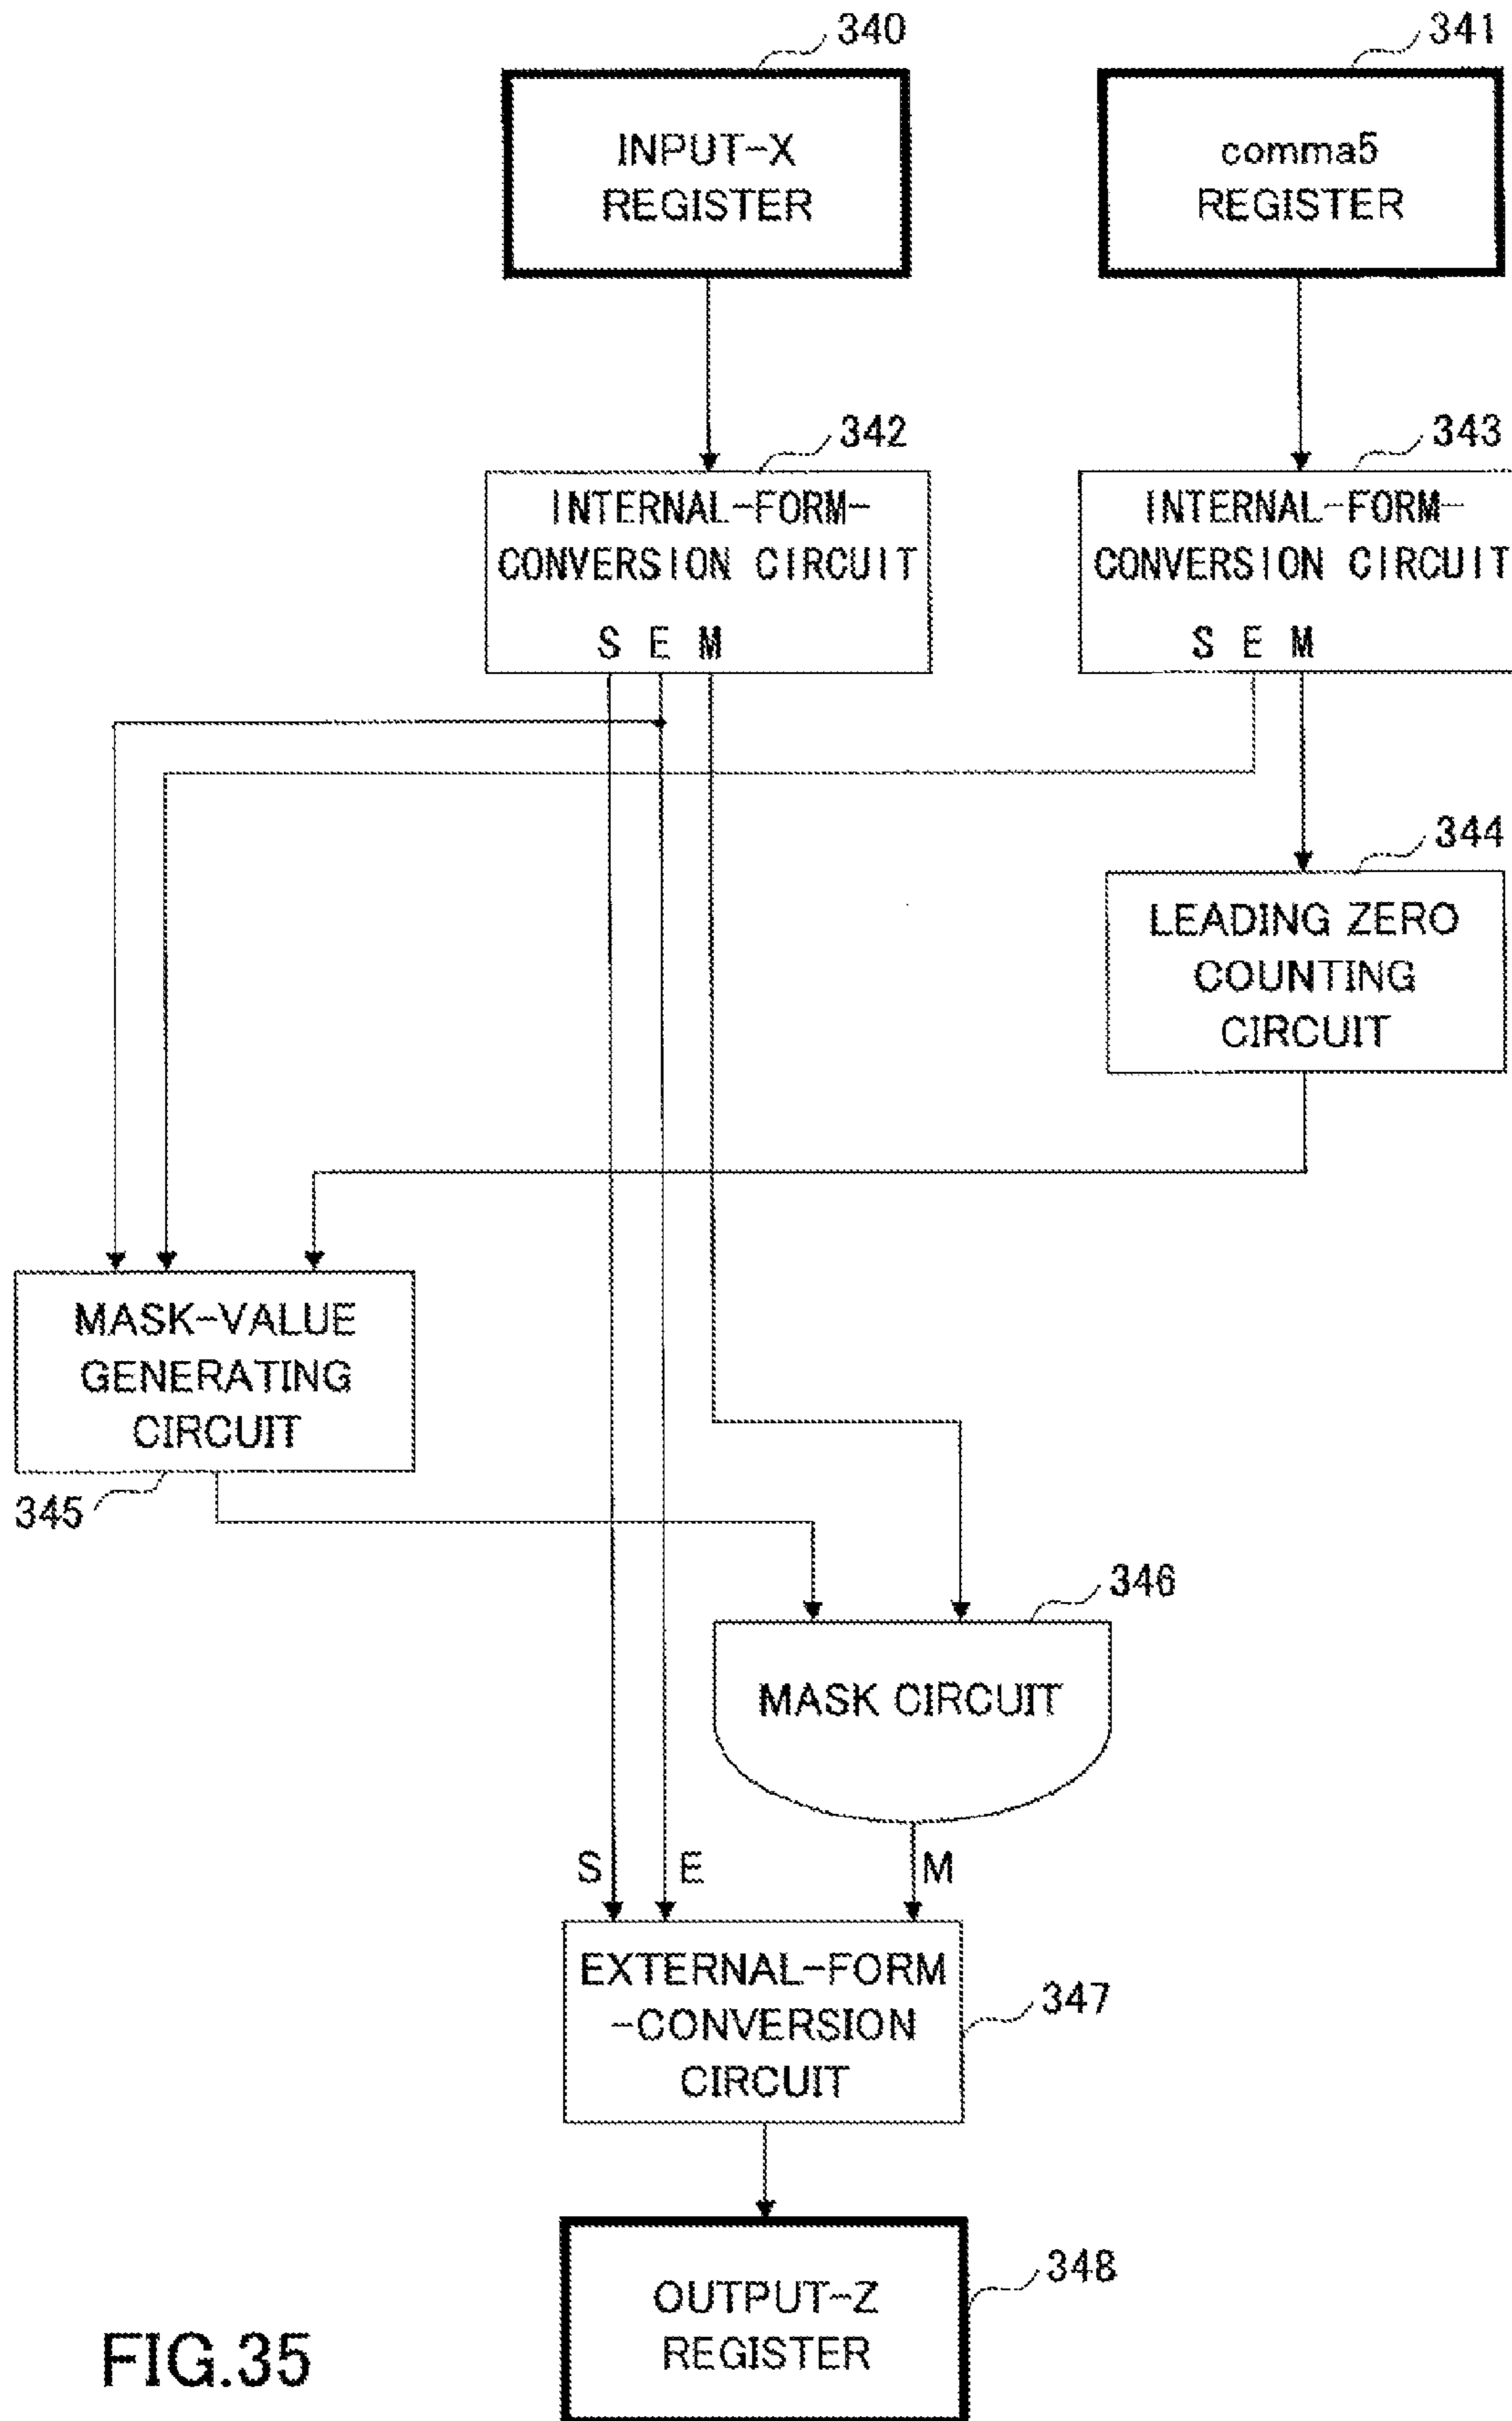 340
341
INPUT-X
REGISTER
comma5
REGISTER
342
343
INTERNAL-FORM-
CONVERSION CIRCUIT
S E M
INTERNAL-FORM-
CONVERSION CIRCUIT
S E M
344
LEADING ZERO
COUNTING
CIRCUIT
MASK-VALUE
GENERATING
CIRCUIT
345
346
MASK CIRCUIT
S E M
EXTERNAL-FORM
-CONVERSION
CIRCUIT
347
OUTPUT-Z
REGISTER
348
FIG.35